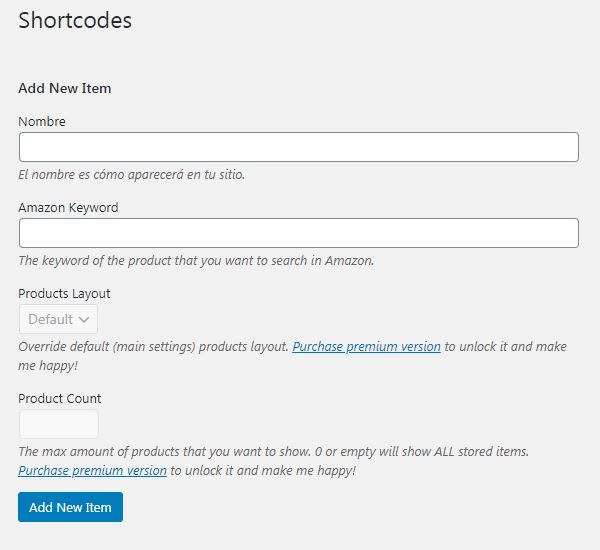 Shortcodes
Add New Item
Nombre
El nombre es cómo aparecerá en tu sitio.
Amazon Keyword
The keyword of the product that you want to search in Amazon.
Products Layout
Default
Override default (main settings) products layout. Purchase premium version to unlock it and make
me happy!
Product Count
The max amount of products that you want to show. 0 or empty will show ALL stored items.
Purchase premium version to unlock it and make me happy!
Add New Item